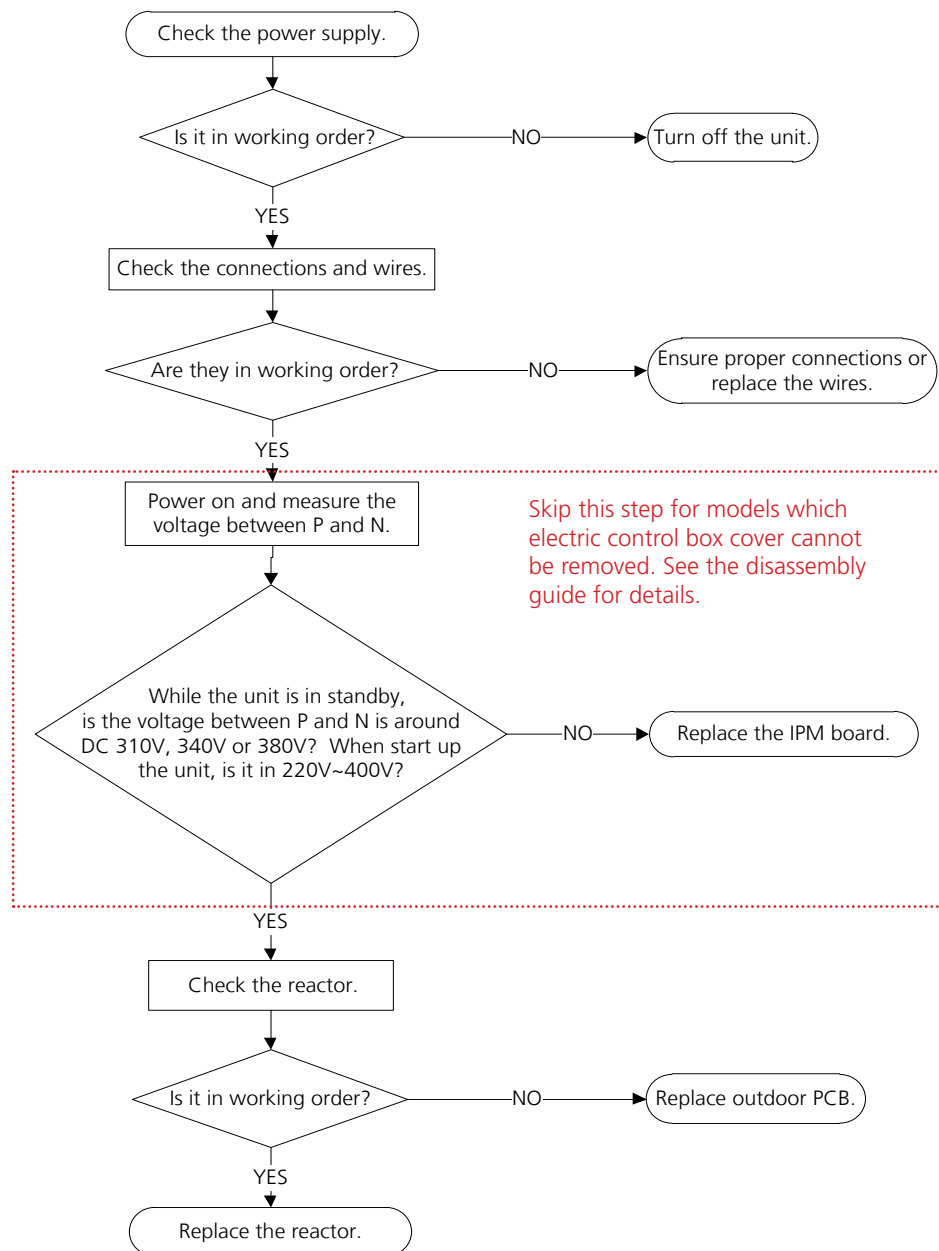 Check the power supply.
Is it in working order?
NO
Turn off the unit.
YES
Check the connections and wires.
Are they in working order?
NO
Ensure proper connections or
replace the wires.
YES
Power on and measure the
voltage between P and N.
Skip this step for models which
electric control box cover cannot
be removed. See the disassembly
guide for details.
While the unit is in standby,
is the voltage between P and N is around
DC 310V, 340V or 380V? When start up
the unit, is it in 220V~400V?
NO
Replace the IPM board.
YES
Check the reactor.
Is it in working order?
NO
Replace outdoor PCB.
YES
Replace the reactor.